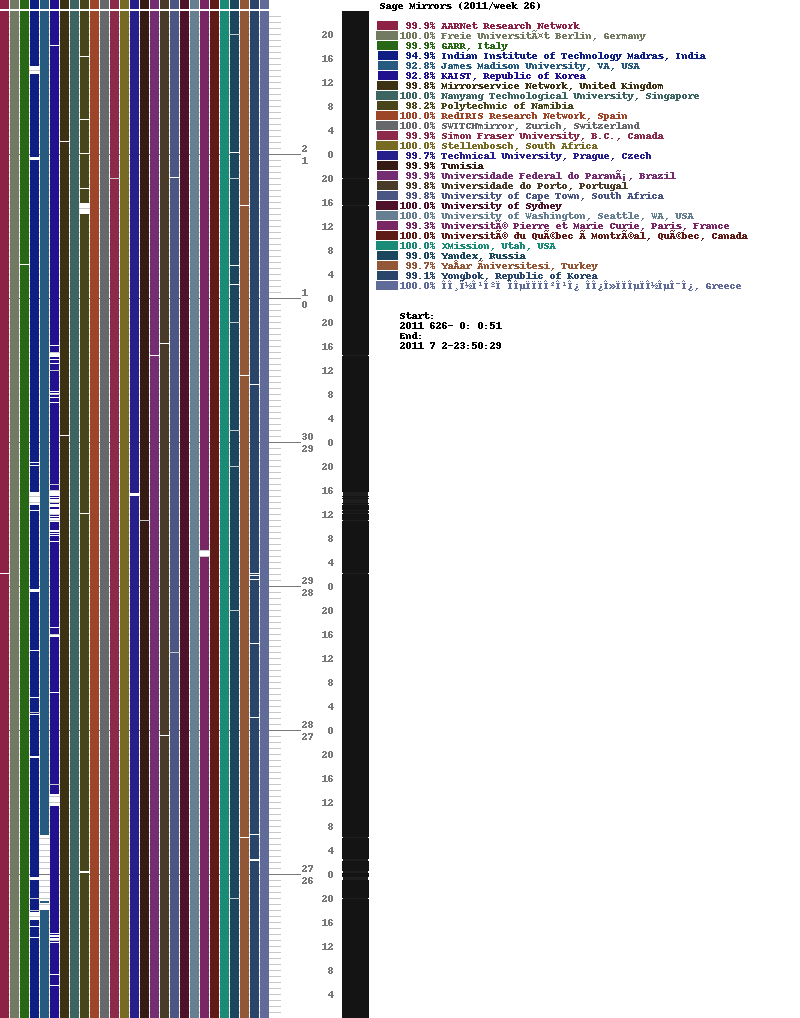 Sage Mirrors (2011/week 26)
99.9% AARNet Research Network
100.0% Freie UniversitÃ¤t Berlin, Germany
99.9% GARR, Italy
94.9% Indian Institute of Technology Madras, India
92.8% James Madison University, VA, USA
92.8% KAIST, Republic of Korea
99.8% Mirrorservice Network, United Kingdom
100.0% Nanyang Technological University, Singapore
98.2% Polytechnic of Namibia
100.0% RedIRIS Research Network, Spain
100.0% SWITCHmirror, Zurich, Switzerland
99.9% Simon Fraser University, B.C., Canada
100.0% Stellenbosch, South Africa
99.7% Technical University, Prague, Czech
99.9% Tunisia
99.9% Universidade Federal do ParanÃ¡, Brazil
99.8% Universidade do Porto, Portugal
99.8% University of Cape Town, South Africa
100.0% University of Sydney
100.0% University of Washington, Seattle, WA, USA
99.3% UniversitÃ© Pierre et Marie Curie, Paris, France
100.0% UniversitÃ© du QuÃ©bec Ã MontrÃ©al, QuÃ©bec, Canada
100.0% XMission, Utah, USA
99.0% Yandex, Russia
99.7% YaÅar Ãniversitesi, Turkey
99.1% Yongbok, Republic of Korea
100.0% Greece
Start:
2011 626- 0: 0:51
End:
2011 7 2-23:50:29
20
16
12
8
4
2
0
1
20
16
12
8
4
1
0
0
20
16
12
8
4
30
0
29
20
16
12
8
4
29
0
28
20
16
12
8
4
28
0
27
20
16
12
8
4
27
0
26
20
16
12
8
4